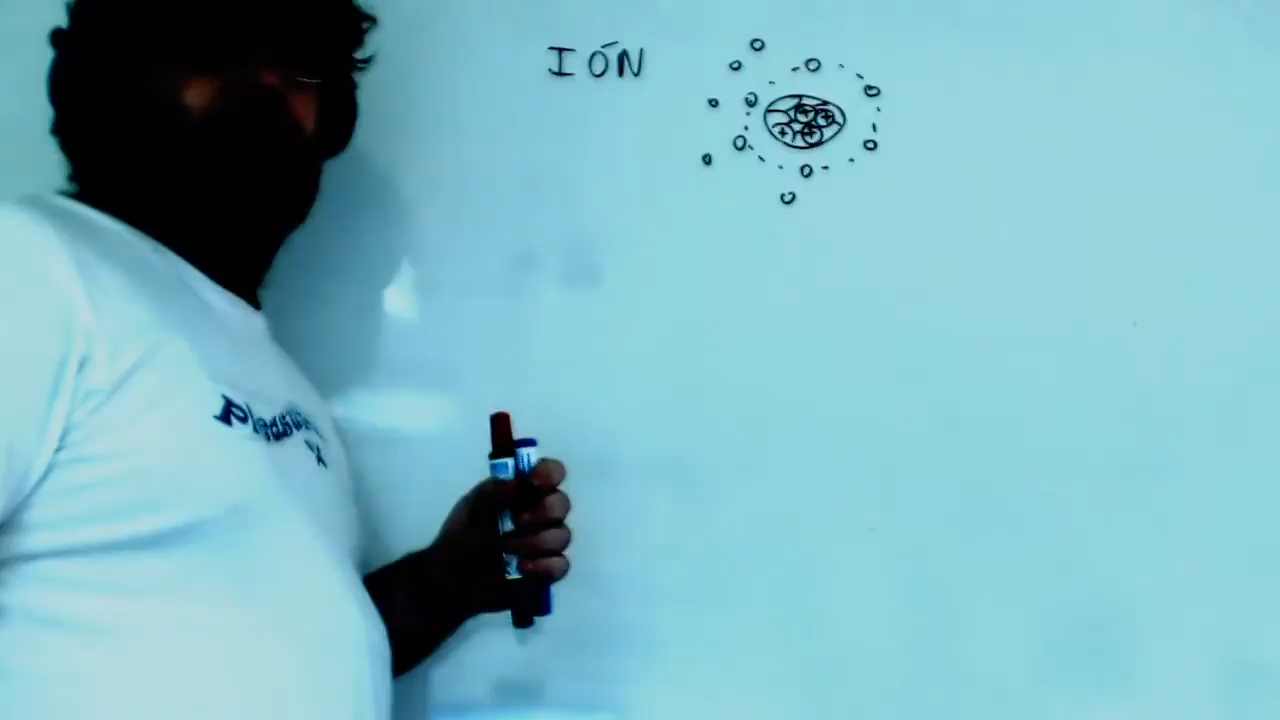 IÓN
+ +
+ +